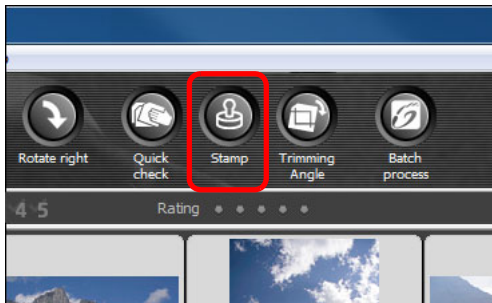 Rotate right
Quick
check
Stamp
Trimming
Angle
Batch
process
4 5
Rating